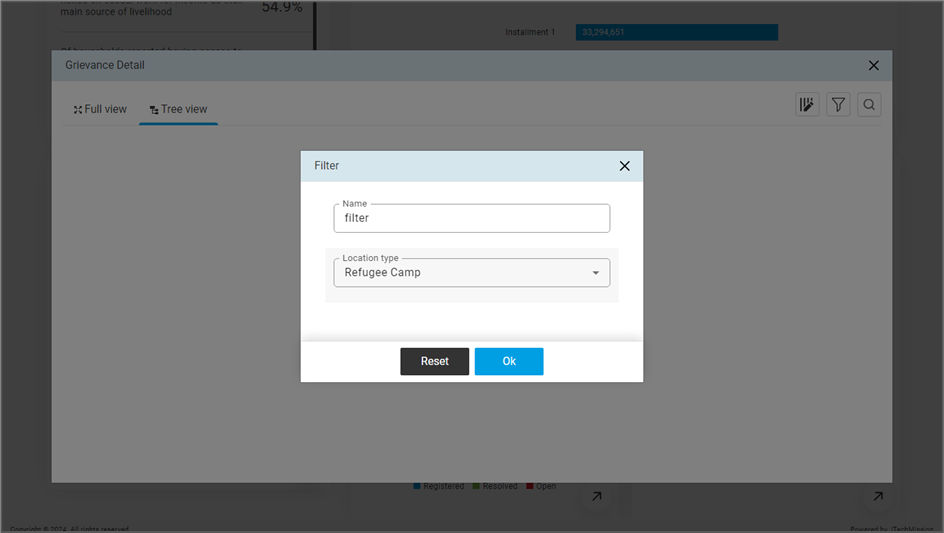 main source of livelihood
54.9%
Installment 1
33,294,651
Grievance Detail
Full view
Tree view
Filter
Name
filter
Location type
Refugee Camp
Reset
Ok
Registered
Resolved
Open
Copyright © 2024. All rights reserved.
Powered by iTechMission